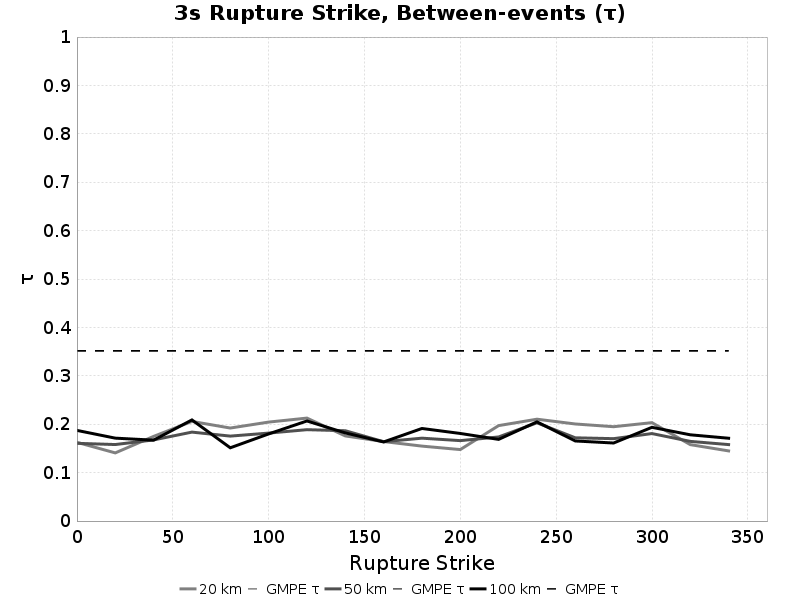 3s Rupture Strike, Between-events (τ)
1
0.9
0.8
0.7
0.6
0.5
0.4
0.3
0.2
0.1
0
τ
0 50 100 150 200 250 300 350
Rupture Strike
20 km GMPE τ 50 km GMPE τ 100 km GMPE τ